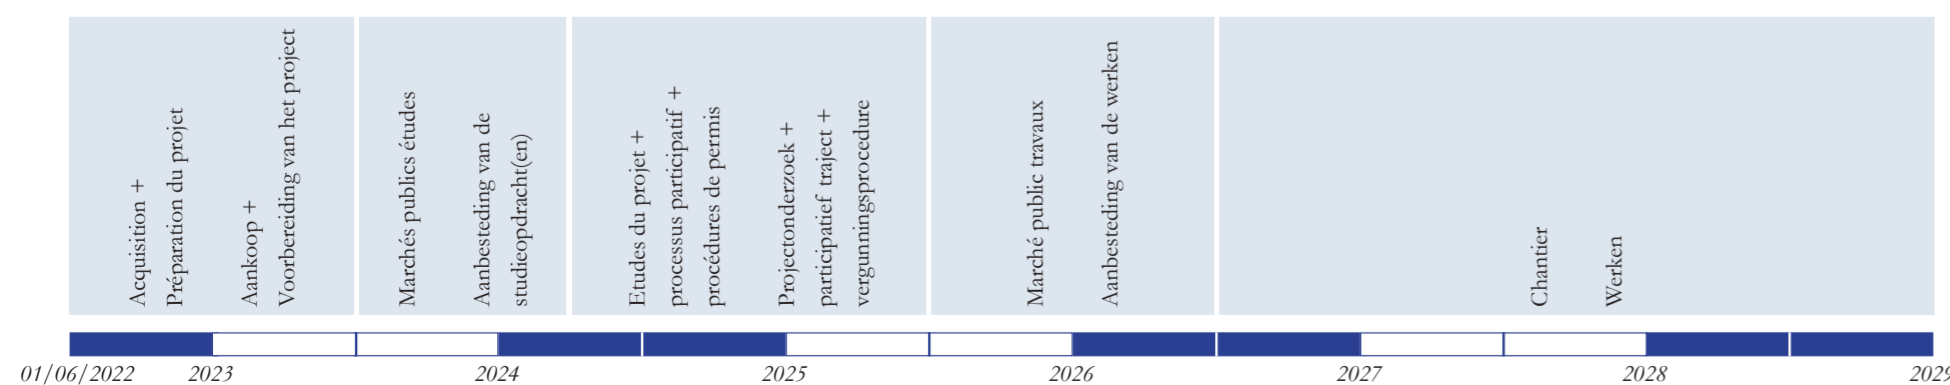 Acquisition +
Préparation du projet
Aankoop +
Voorbereiding van het project
Marchés publics études
Aanbesteding van de
studieopdracht(en)
Etudes du projet +
processus participatif +
procédures de permis
Projectonderzoek +
participatief traject +
vergunningsprocedure
Marché public travaux
Aanbesteding van de werken
Chantier
Werken
01/06/2022
2023
2024
2025
2026
2027
2028
2029